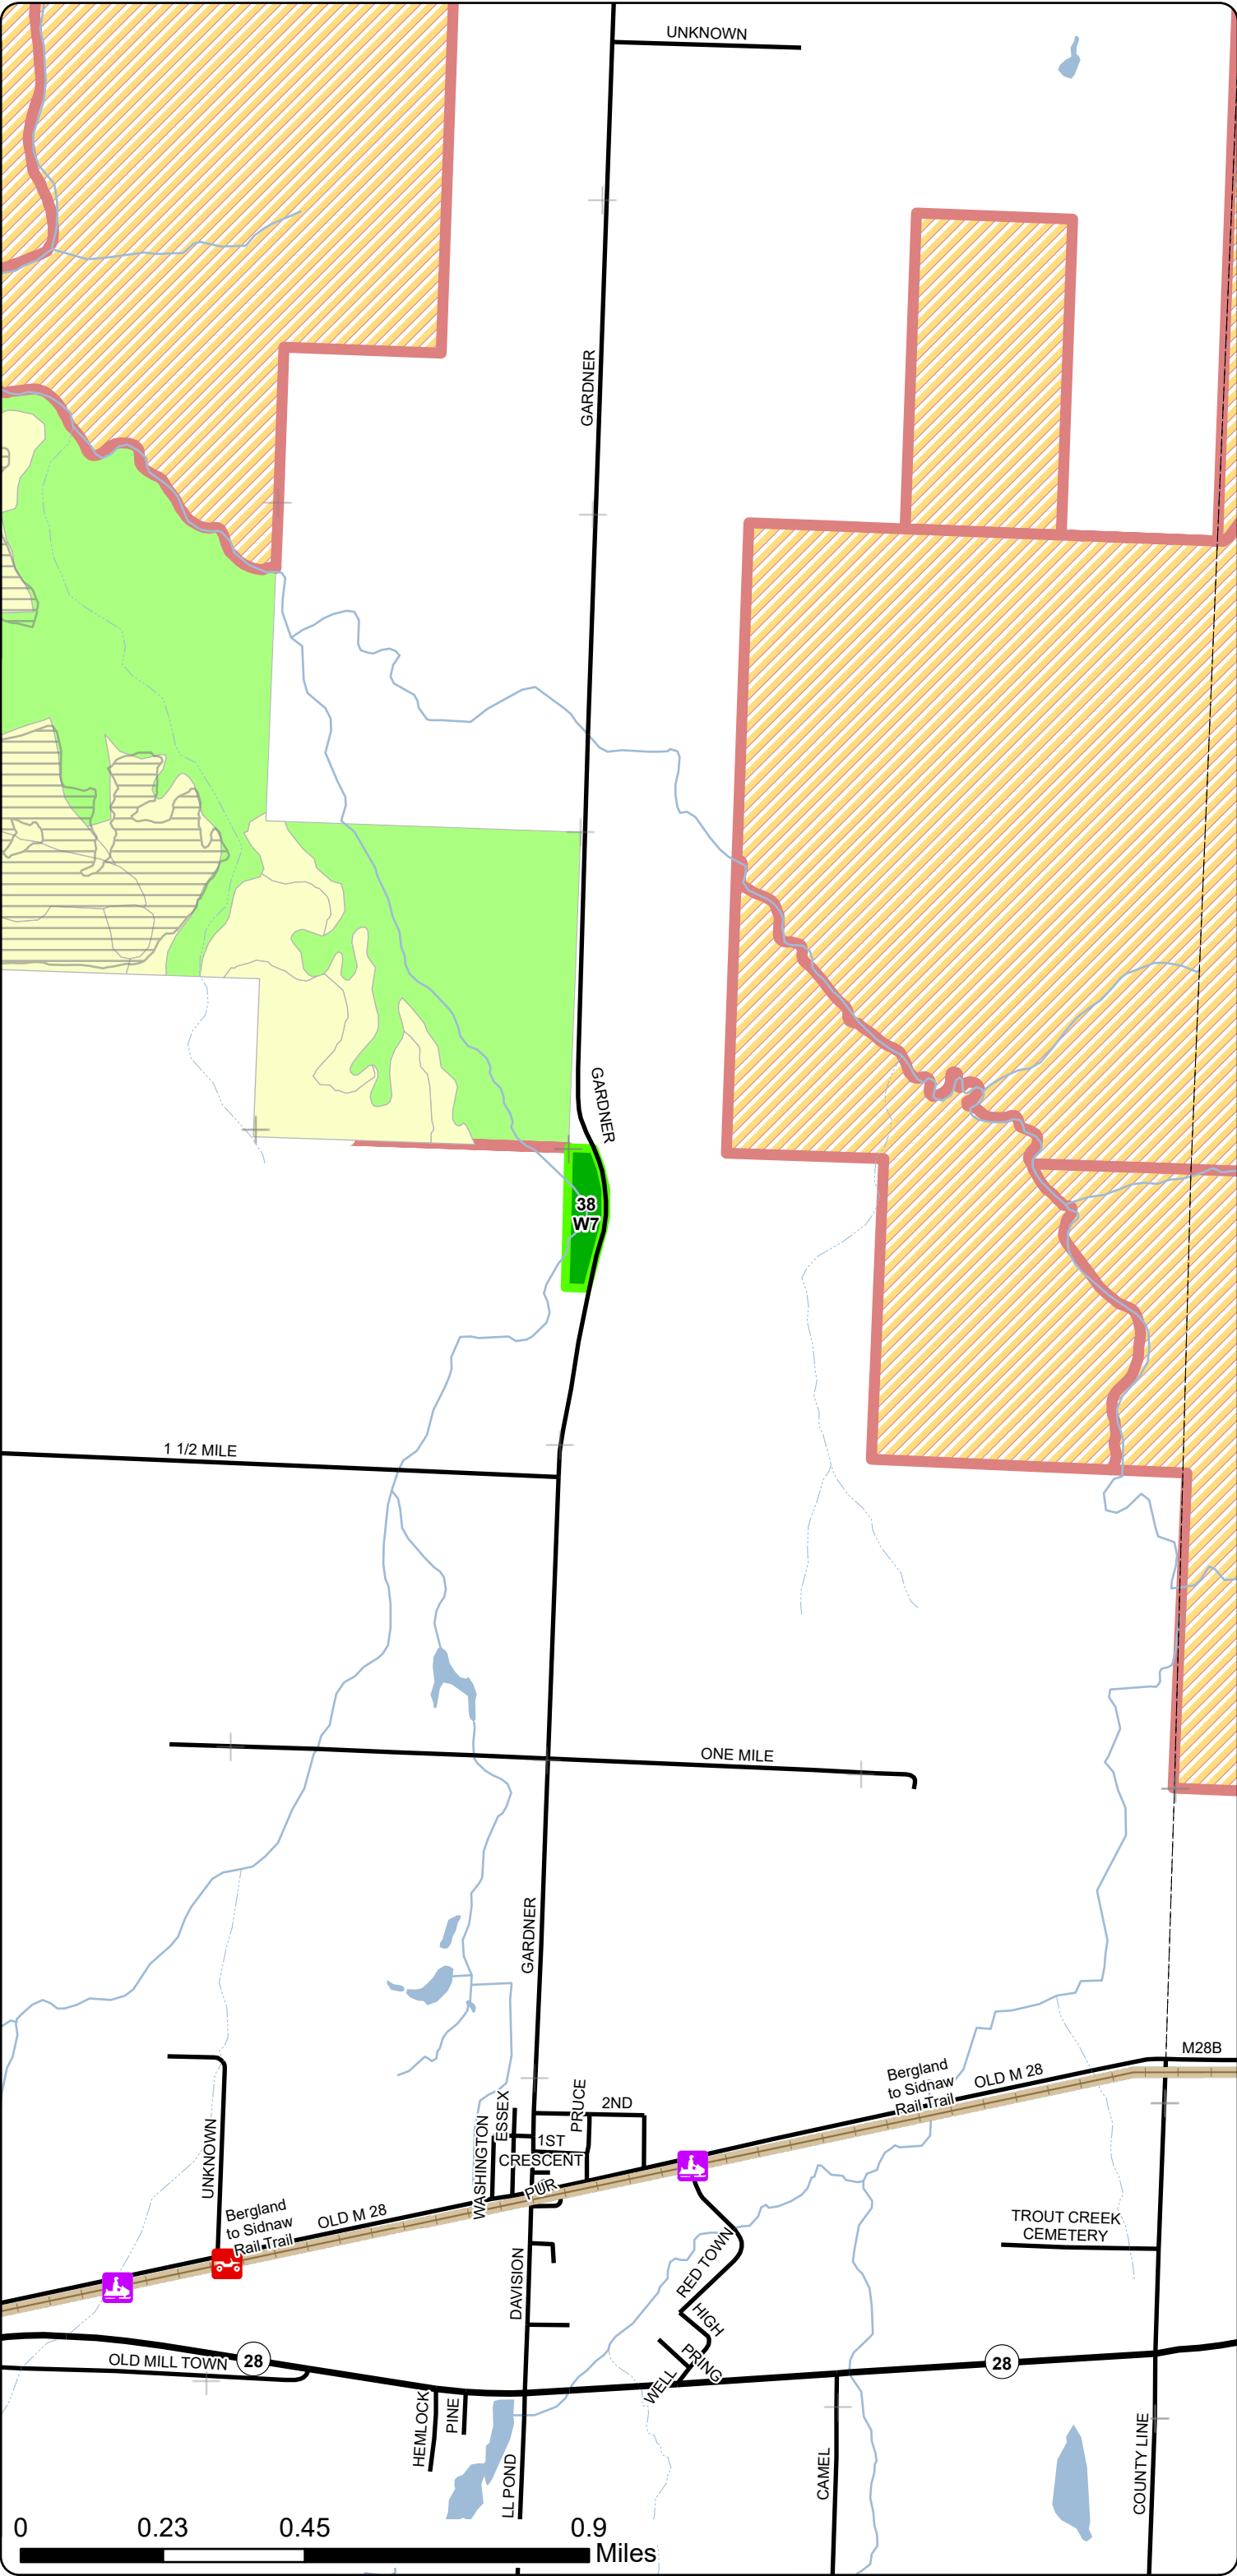 UNKNOWN
GARDNER
GARDNER
38
W7
1 1/2 MILE
ONE MILE
GARDNER
M28B
Bergland
to Sidnaw
Rail Trail
OLD M 28
2ND
PRUCE
ESSEX
WASHINGTON
1ST
CRESCENT
PUR
UNKNOWN
Bergland
to Sidnaw
Rail Trail
OLD M 28
TROUT CREEK
CEMETERY
RED TOWN
DIVISION
HIGH
PRING
WELL
OLD MILL TOWN
28
28
HEMLOCK
PINE
LL POND
CAMEL
COUNTY LINE
0 0.23 0.45 0.9
Miles